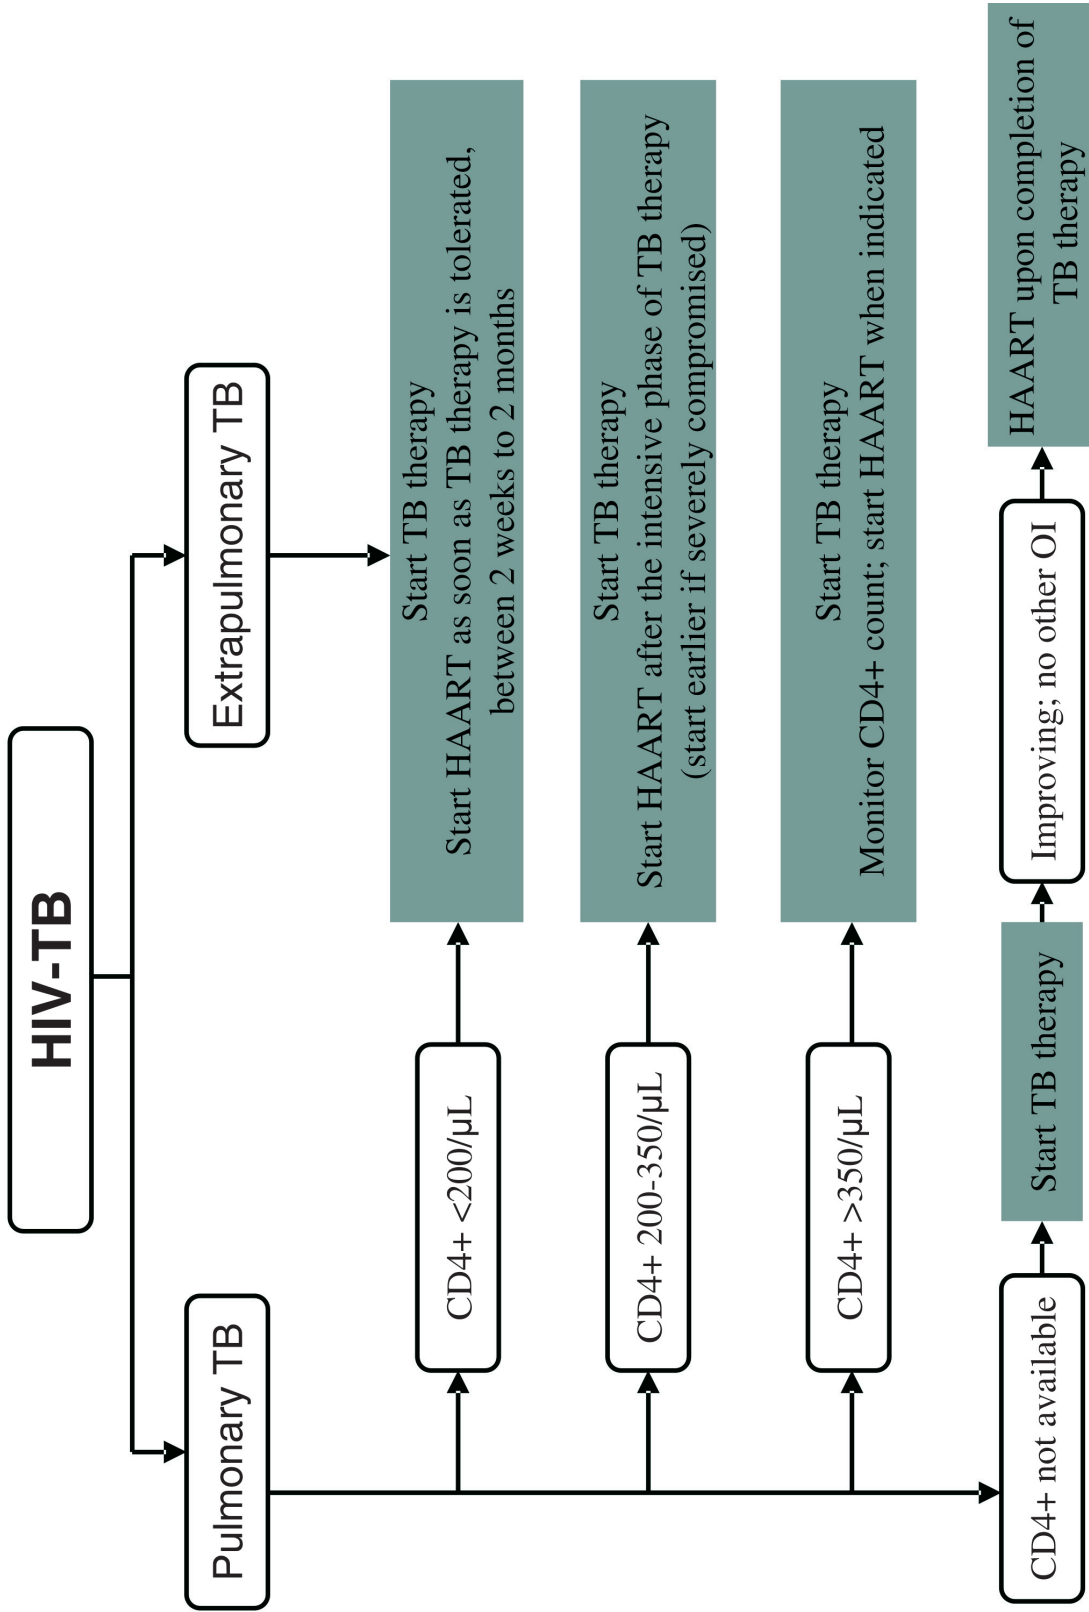 HIV-TB
Pulmonary TB
Extrapulmonary TB
CD4+ <200/µL
Start TB therapy
Start HAART as soon as TB therapy is tolerated,
between 2 weeks to 2 months
CD4+ 200-350/µL
Start TB therapy
Start HAART after the intensive phase of TB therapy
(start earlier if severely compromised)
CD4+ >350/µL
Start TB therapy
Monitor CD4+ count; start HAART when indicated
CD4+ not available
Start TB therapy
Improving; no other OI
HAART upon completion of
TB therapy